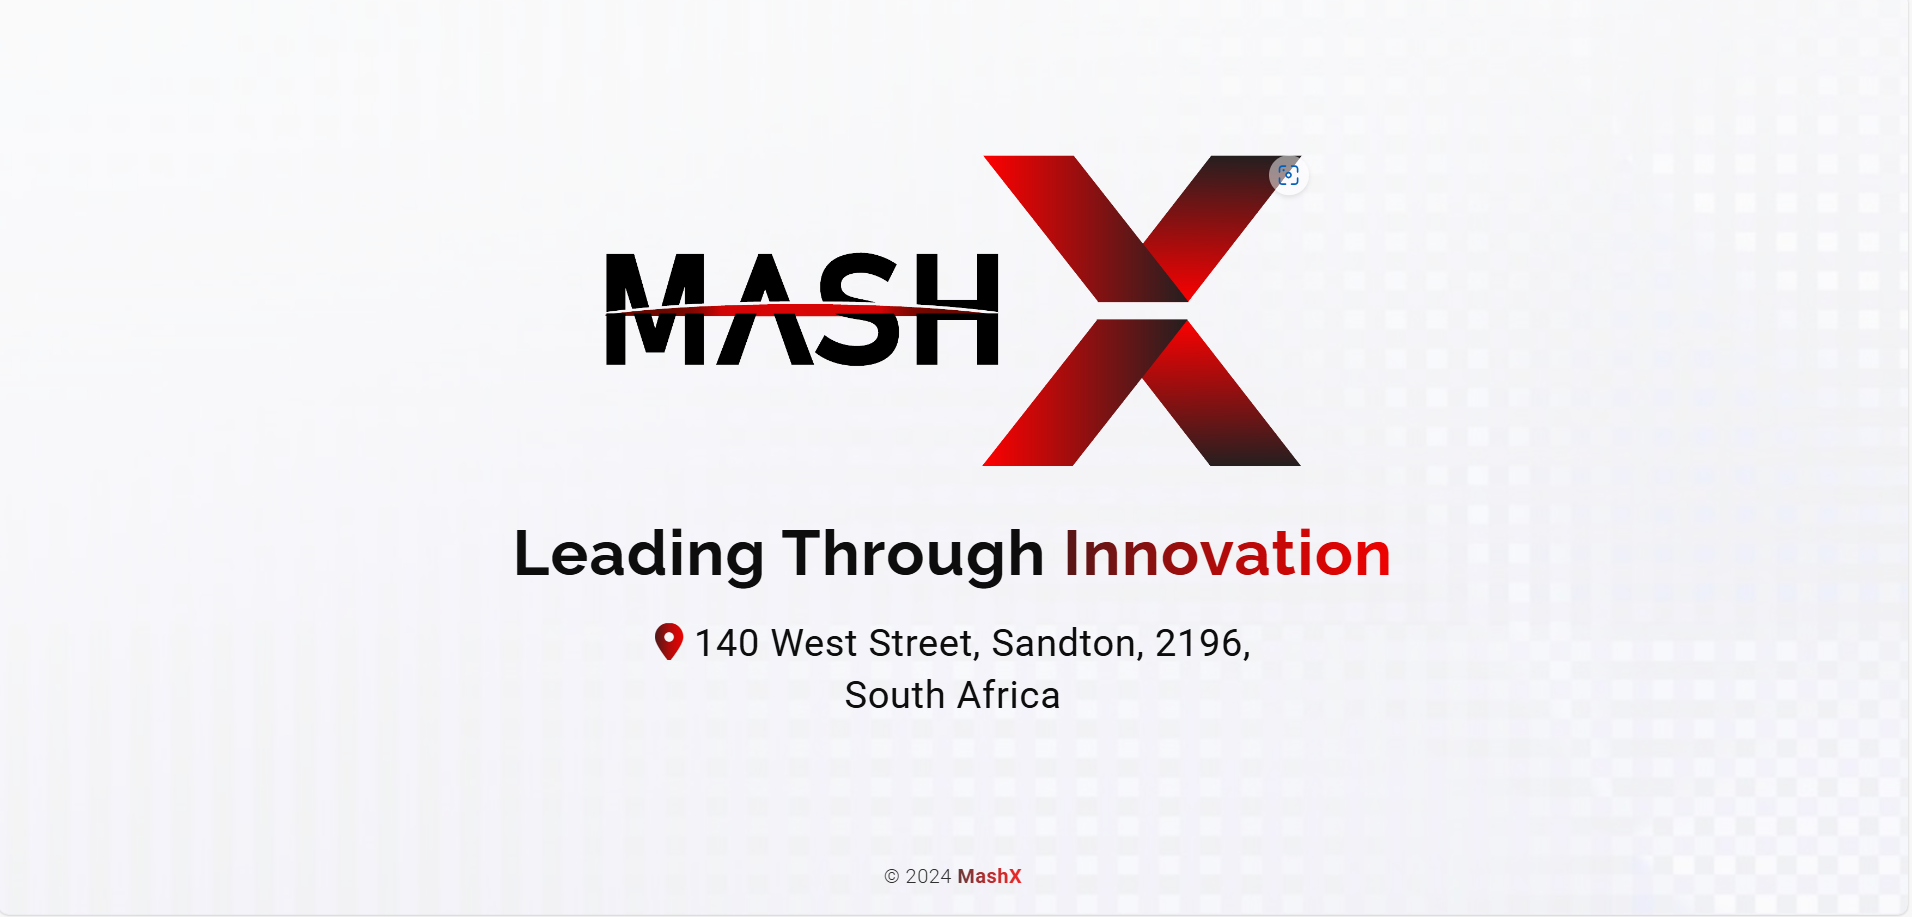 MASH X
Leading Through Innovation
140 West Street, Sandton, 2196,
South Africa
© 2024 MashX